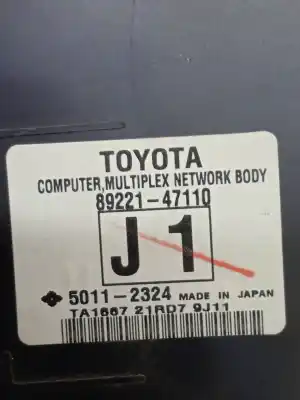 TOYOTA
COMPUTER, MULTIPLEX NETWORK BODY
89221-47110
J 1
5011-2324 MADE IN JAPAN
TA1667 21RD7 9J11